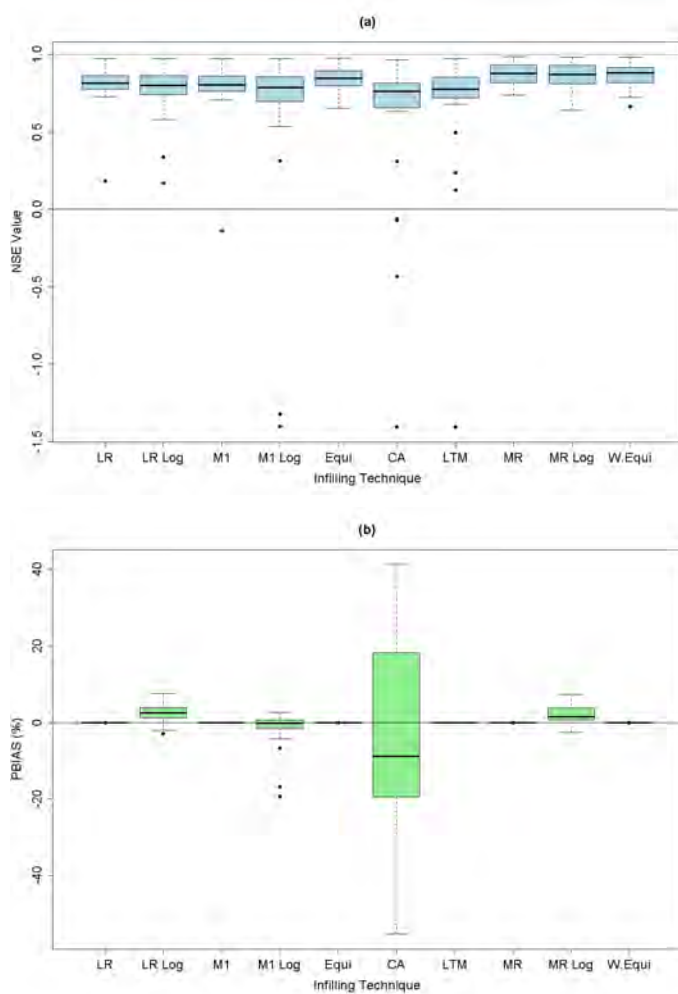 (a)
1.0
0.5
0.0
-0.5
-1.0
-1.5
NSE Value
LR LR Log M1 M1 Log Equi CA LTM MR MR Log W.Equi
Infilling Technique
(b)
40
20
0
-20
-40
PBIAS (%)
LR LR Log M1 M1 Log Equi CA LTM MR MR Log W.Equi
Infilling Technique